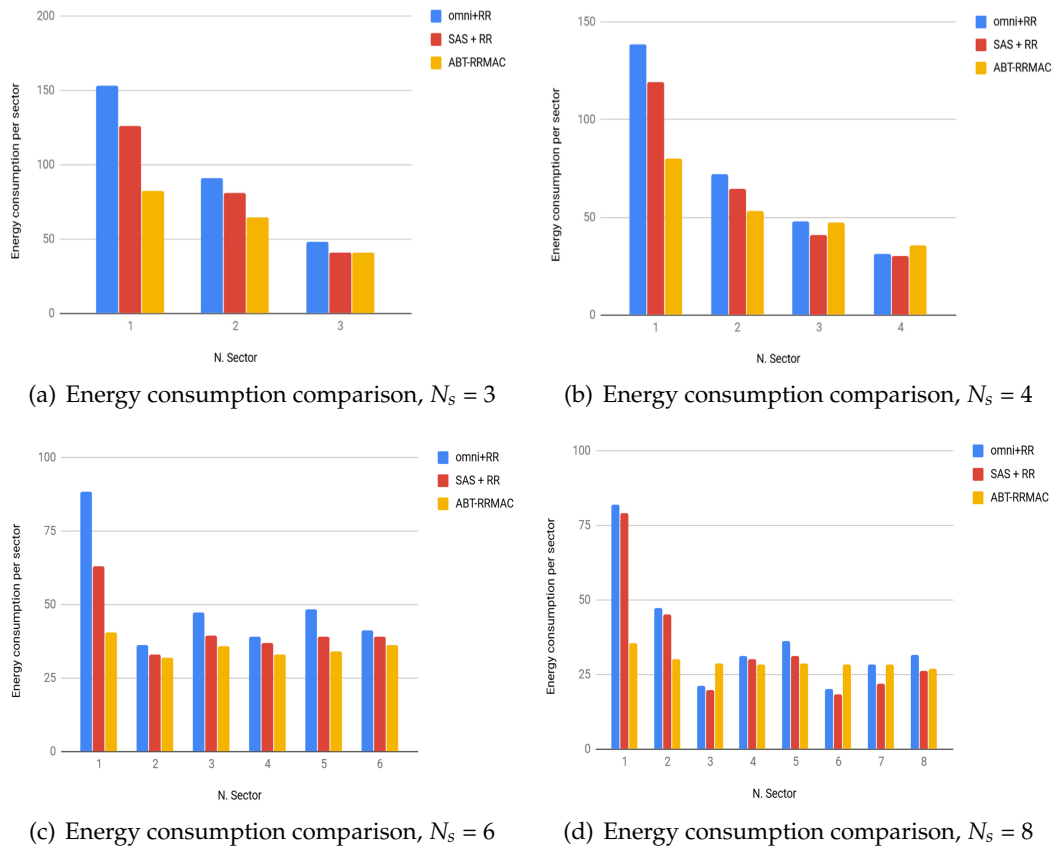 200
150
100
50
0
Energy consumption per sector
1 2 3
N. Sector
omni+RR
SAS + RR
ABT-RRMAC
(a) Energy consumption comparison, Nₛ = 3
150
100
50
0
Energy consumption per sector
1 2 3 4
N. Sector
omni+RR
SAS + RR
ABT-RRMAC
(b) Energy consumption comparison, Nₛ = 4
100
75
50
25
0
Energy consumption per sector
1 2 3 4 5 6
N. Sector
omni+RR
SAS + RR
ABT-RRMAC
(c) Energy consumption comparison, Nₛ = 6
100
75
50
25
0
Energy consumption per sector
1 2 3 4 5 6 7 8
N. Sector
omni+RR
SAS + RR
ABT-RRMAC
(d) Energy consumption comparison, Nₛ = 8